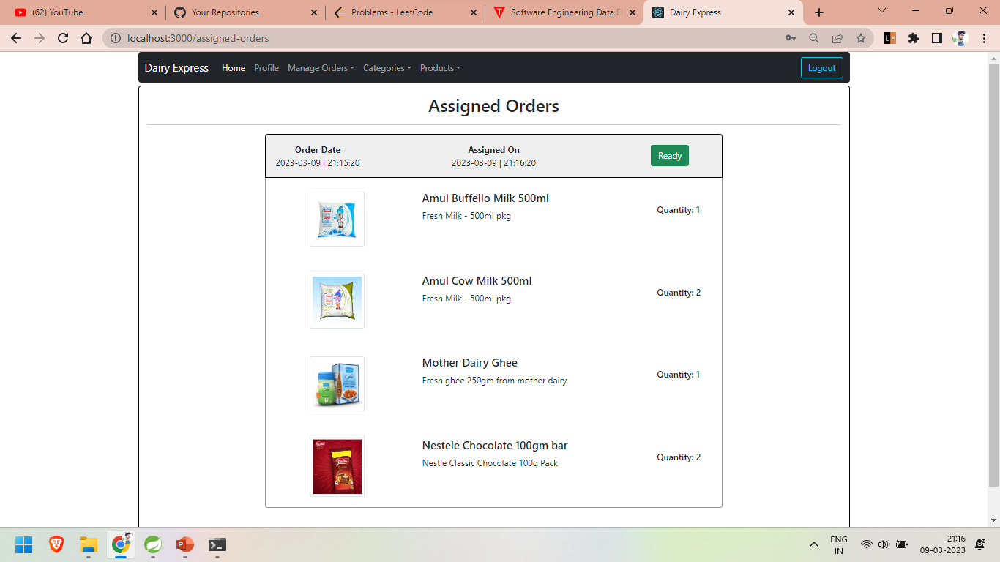 (62) YouTube
Your Repositories
Problems - LeetCode
Software Engineering Data Fl
Dairy Express
localhost:3000/assigned-orders
L H
Dairy Express Home Profile Manage Orders Categories Products Logout
Assigned Orders
Order Date Assigned On Ready
2023-03-09 | 21:15:20 2023-03-09 | 21:16:20
Amul Buffello Milk 500ml
Fresh Milk - 500ml pkg
Quantity: 1
Amul Cow Milk 500ml
Fresh Milk - 500ml pkg
Quantity: 2
Mother Dairy Ghee
Fresh ghee 250gm from mother dairy
Quantity: 1
Nestele Chocolate 100gm bar
Nestle Classic Chocolate 100g Pack
Quantity: 2
ENG 21:16
IN 09-03-2023